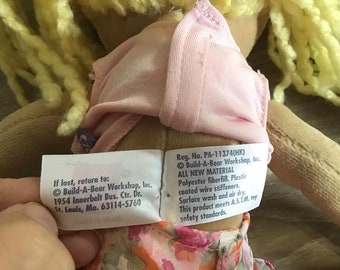 If lost, return to:
© Build-A-Bear Workshop, Inc.
1954 Innerbelt Bus. Ctr. Dr.
St. Louis, Mo. 63114-5760
Reg. No. PA-11374(HK)
© Build-A-Bear
Workshop, Inc.
ALL NEW MATERIAL
Polyester fiberfill. Plastic
coated wire stiffeners.
Surface wash and air dry.
This product meets A.S.T.M. toy
safety standards.